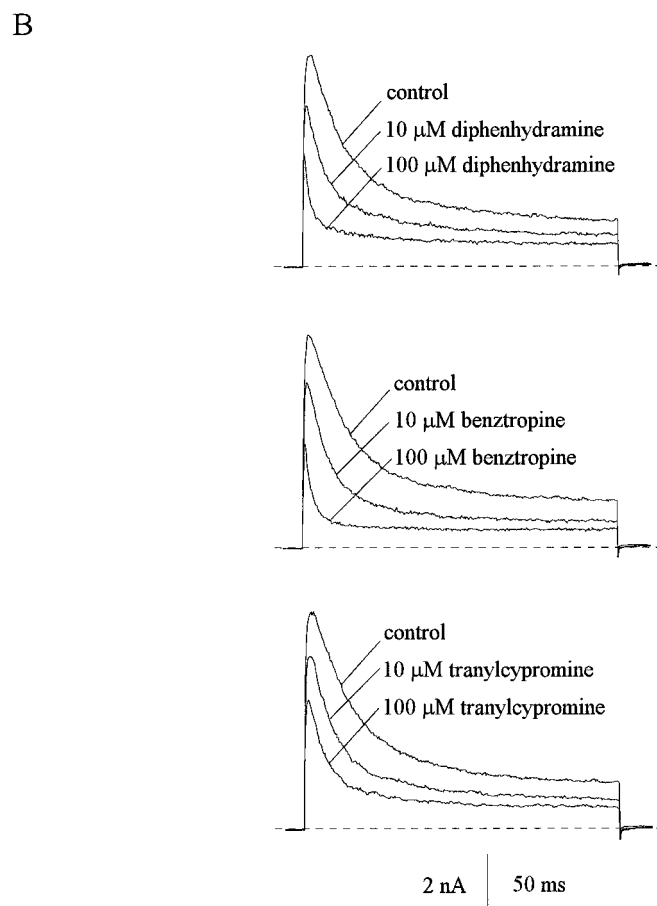 B
control
10 μM diphenhydramine
100 μM diphenhydramine
control
10 μM benztropine
100 μM benztropine
control
10 μM tranylcypromine
100 μM tranylcypromine
2 nA 50 ms